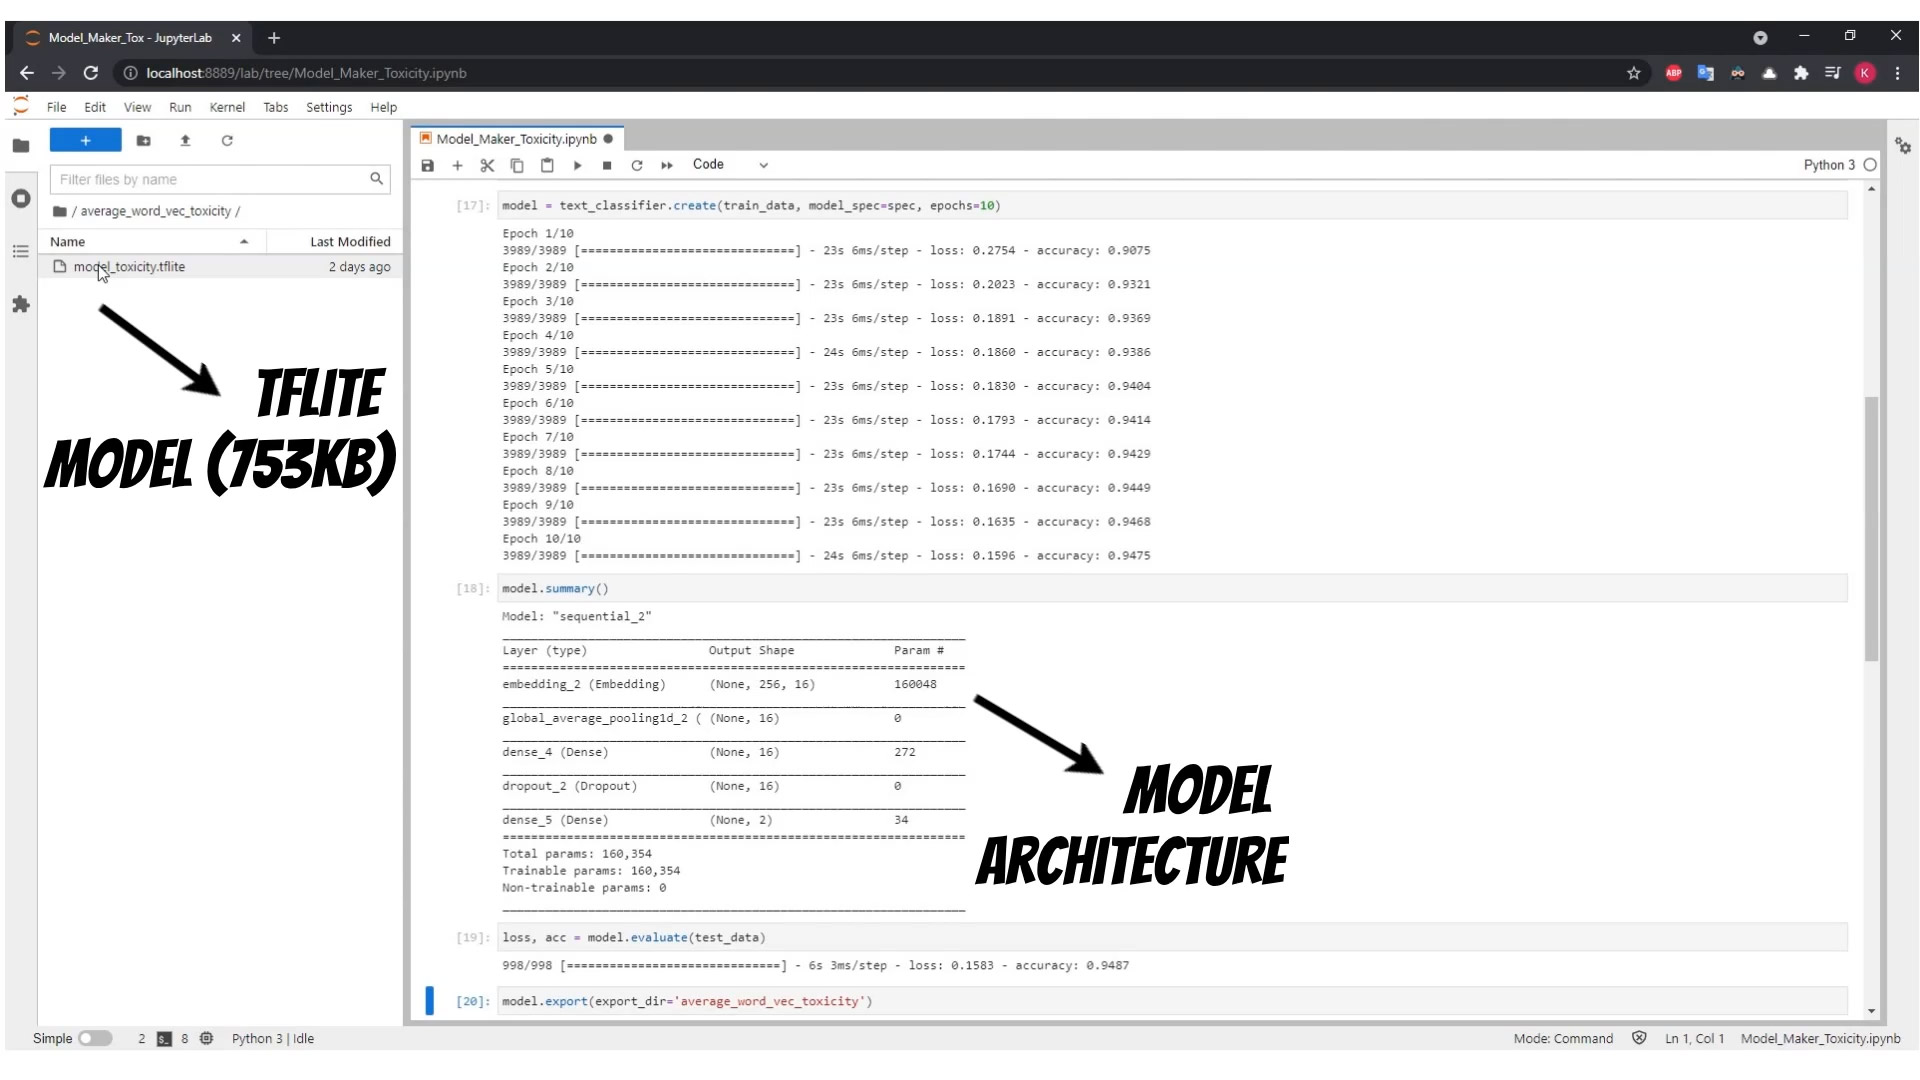 Model_Maker_Tox - JupyterLab
localhost:8889/lab/tree/Model_Maker_Toxicity.ipynb
ABP
K
File Edit View Run Kernel Tabs Settings Help
+
Filter files by name
/ average_word_vec_toxicity /
Name Last Modified
model_toxicity.tflite 2 days ago
TFLITE
MODEL (753KB)
Model_Maker_Toxicity.ipynb
Code
Python 3
[17]: model = text_classifier.create(train_data, model_spec=spec, epochs=10)
Epoch 1/10
3989/3989 [==============================] - 23s 6ms/step - loss: 0.2754 - accuracy: 0.9075
Epoch 2/10
3989/3989 [==============================] - 23s 6ms/step - loss: 0.2023 - accuracy: 0.9321
Epoch 3/10
3989/3989 [==============================] - 23s 6ms/step - loss: 0.1891 - accuracy: 0.9369
Epoch 4/10
3989/3989 [==============================] - 24s 6ms/step - loss: 0.1860 - accuracy: 0.9386
Epoch 5/10
3989/3989 [==============================] - 23s 6ms/step - loss: 0.1830 - accuracy: 0.9404
Epoch 6/10
3989/3989 [==============================] - 23s 6ms/step - loss: 0.1793 - accuracy: 0.9414
Epoch 7/10
3989/3989 [==============================] - 23s 6ms/step - loss: 0.1744 - accuracy: 0.9429
Epoch 8/10
3989/3989 [==============================] - 23s 6ms/step - loss: 0.1690 - accuracy: 0.9449
Epoch 9/10
3989/3989 [==============================] - 23s 6ms/step - loss: 0.1635 - accuracy: 0.9468
Epoch 10/10
3989/3989 [==============================] - 24s 6ms/step - loss: 0.1596 - accuracy: 0.9475
[18]: model.summary()
Model: "sequential_2"
Layer (type) Output Shape Param #
embedding_2 (Embedding) (None, 256, 16) 160048
global_average_pooling1d_2 ( (None, 16) 0
dense_4 (Dense) (None, 16) 272
dropout_2 (Dropout) (None, 16) 0
dense_5 (Dense) (None, 2) 34
Total params: 160,354
Trainable params: 160,354
Non-trainable params: 0
MODEL
ARCHITECTURE
[19]: loss, acc = model.evaluate(test_data)
998/998 [==============================] - 6s 3ms/step - loss: 0.1583 - accuracy: 0.9487
[20]: model.export(export_dir='average_word_vec_toxicity')
Simple 2 8 Python 3 | Idle Mode: Command Ln 1, Col 1 Model_Maker_Toxicity.ipynb